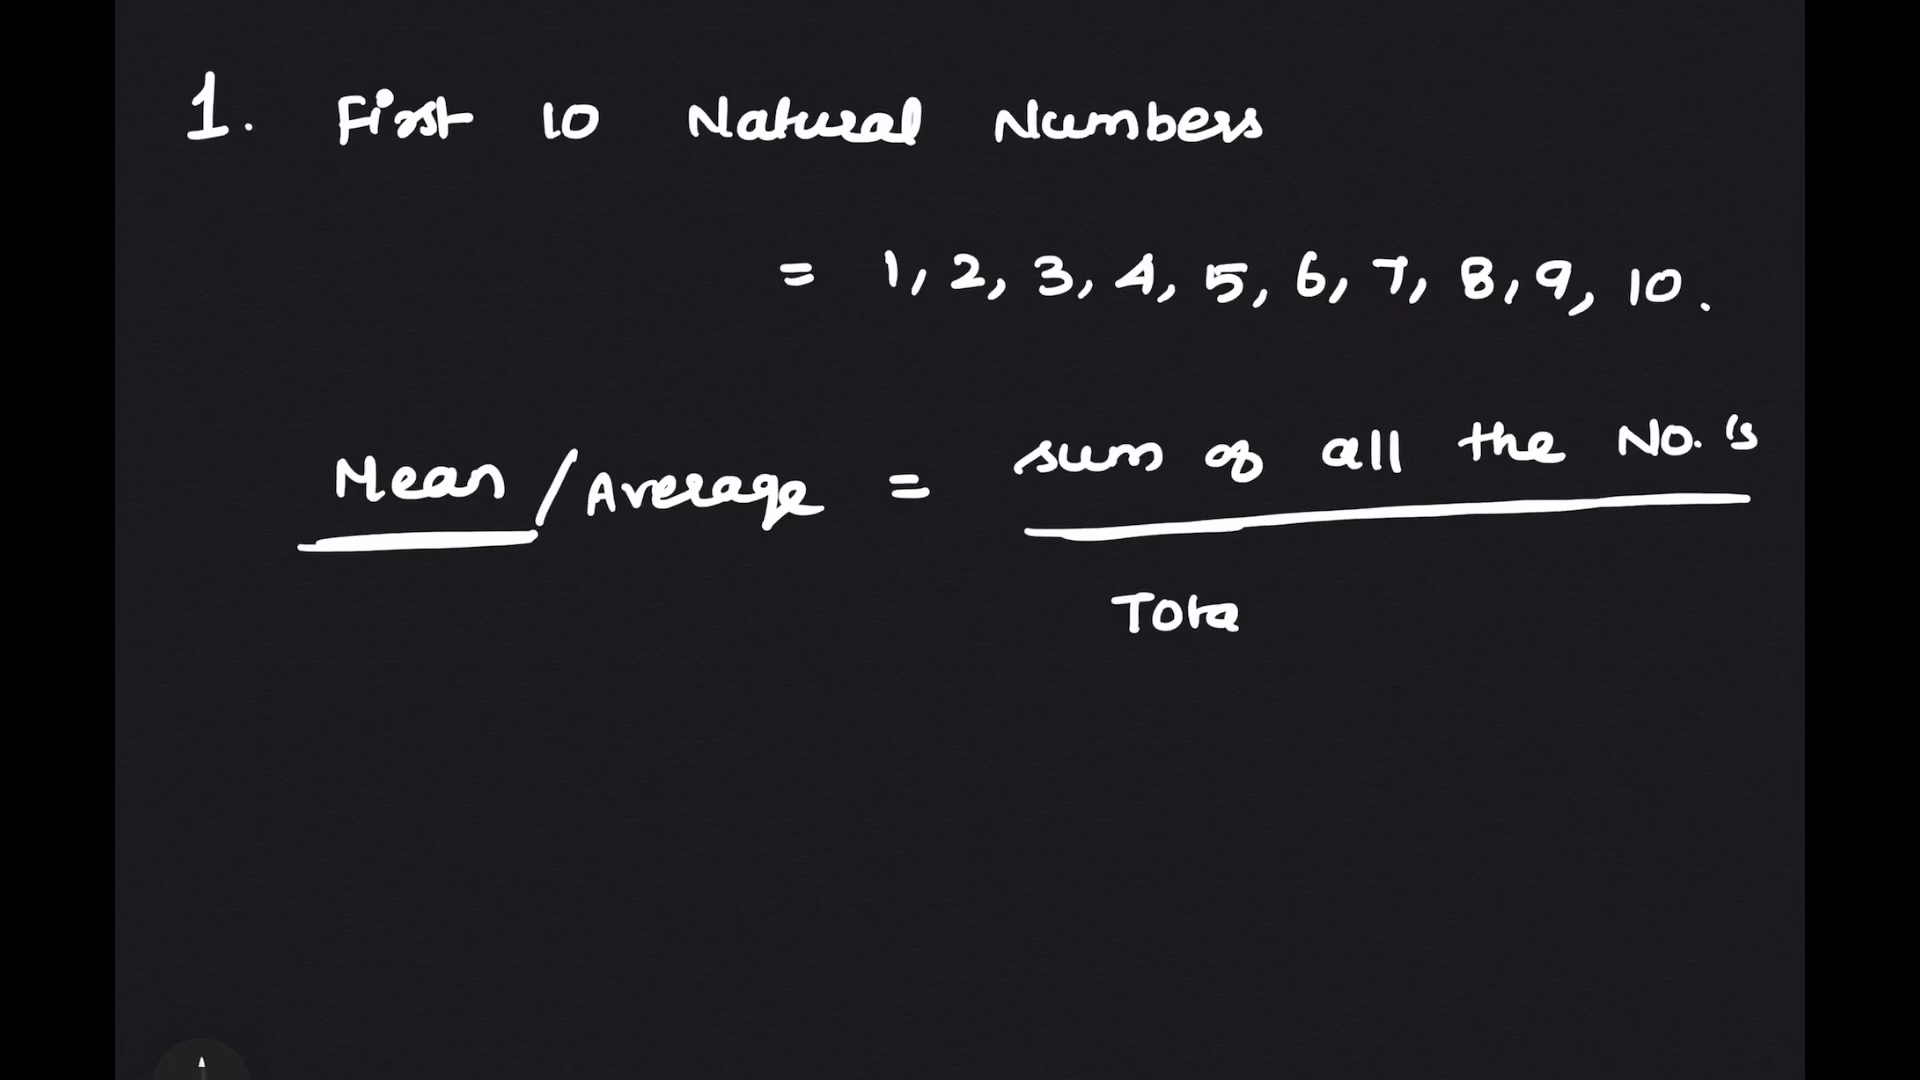 1. First 10 Natural Numbers
= 1, 2, 3, 4, 5, 6, 7, 8, 9, 10.
Mean / Average = sum of all the No.'s
Tota